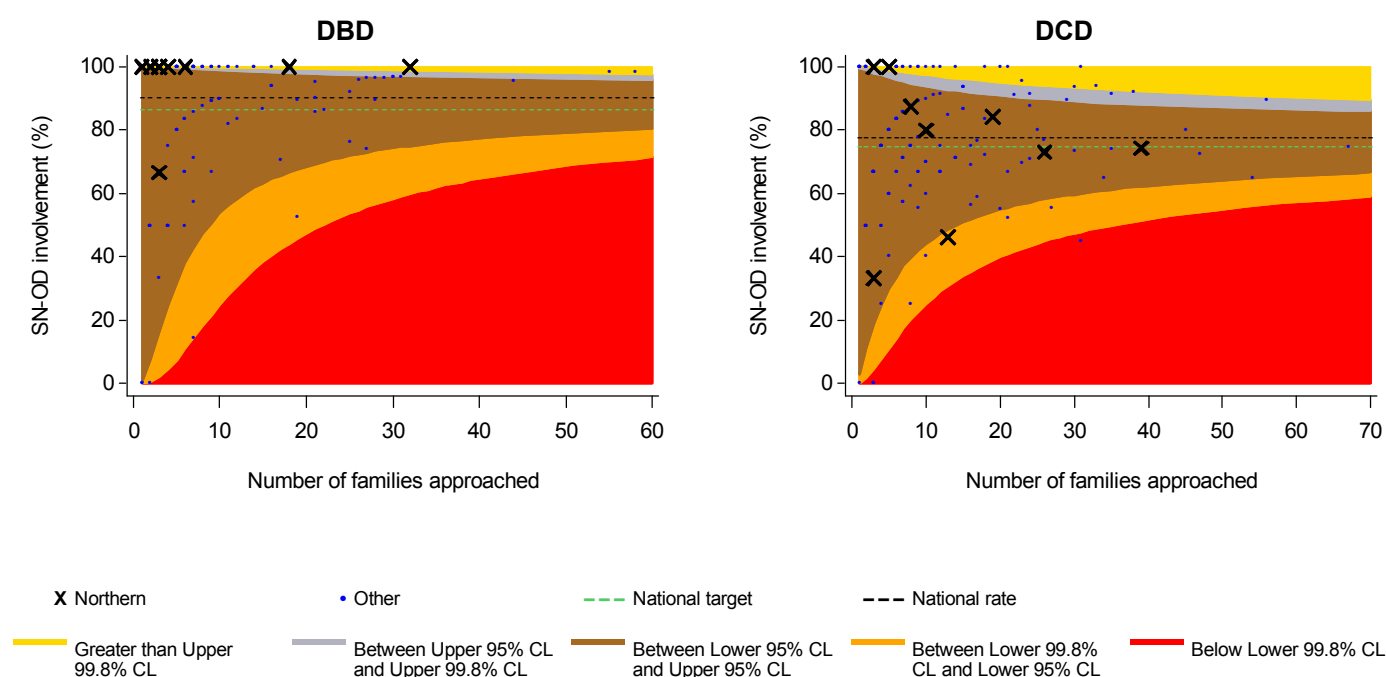 DBD
DCD
100
80
60
40
20
0
SN-OD involvement (%)
0 10 20 30 40 50 60
Number of families approached
100
80
60
40
20
0
SN-OD involvement (%)
0 10 20 30 40 50 60 70
Number of families approached
X Northern
Other
National target
National rate
Greater than Upper
99.8% CL
Between Upper 95% CL
and Upper 99.8% CL
Between Lower 95% CL
and Upper 95% CL
Between Lower 99.8%
CL and Lower 95% CL
Below Lower 99.8% CL